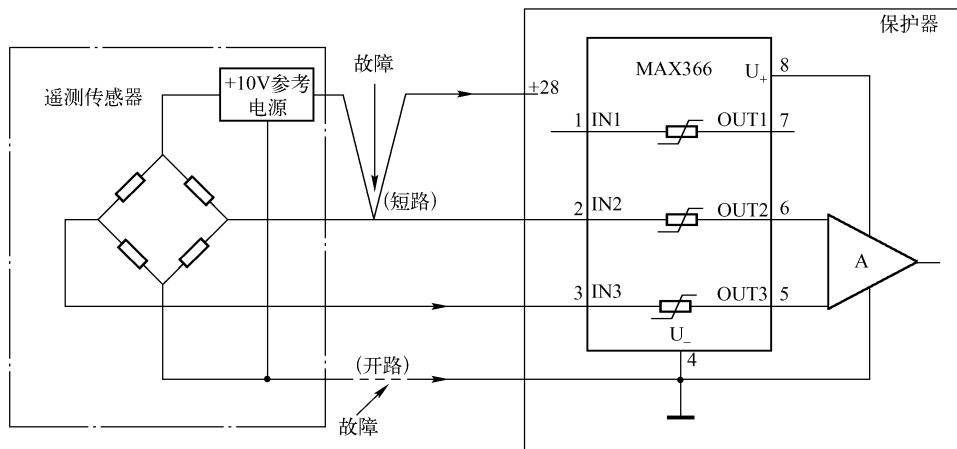 保护器
遥测传感器
+10V参考
电源
故障
±28
MAX366
U+
8
1
IN1
OUT1
7
(短路)
2
IN2
OUT2
6
A
3
IN3
OUT3
5
U−
4
(开路)
故障